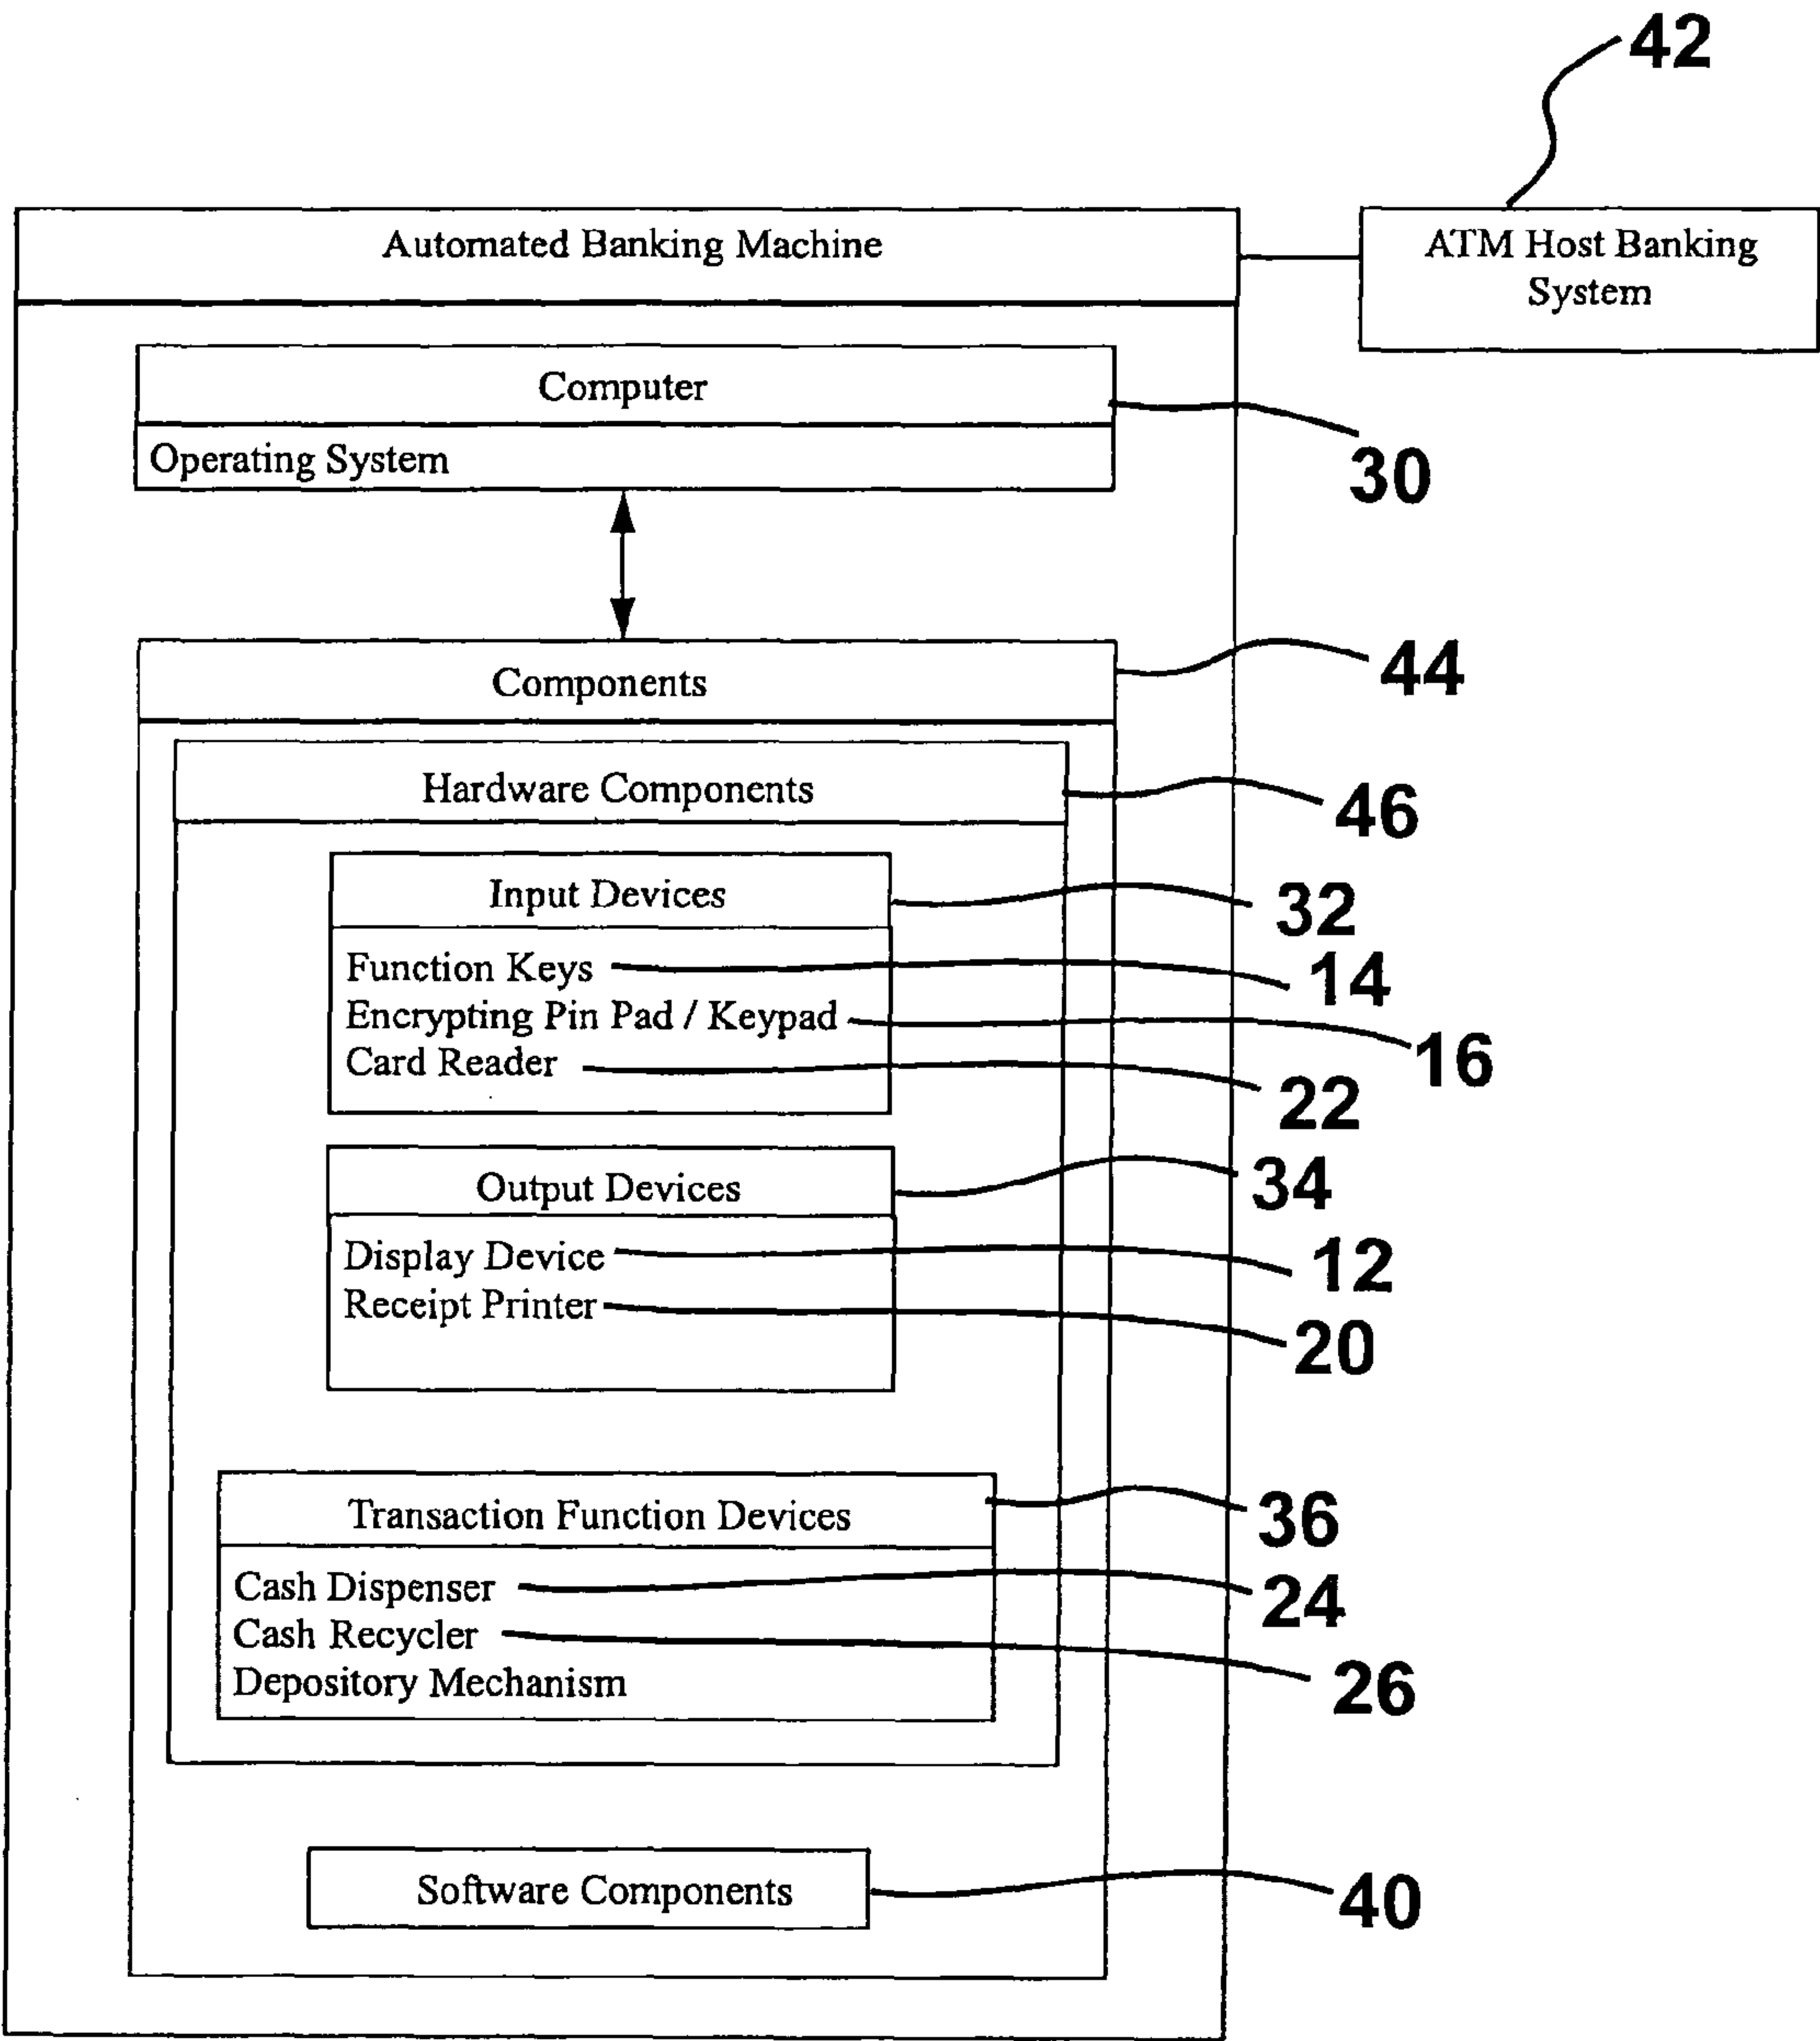 42
Automated Banking Machine
ATM Host Banking
System
Computer
Operating System
30
Components
44
Hardware Components
46
Input Devices
32
Function Keys
14
Encrypting Pin Pad / Keypad
16
Card Reader
22
Output Devices
34
Display Device
12
Receipt Printer
20
Transaction Function Devices
36
Cash Dispenser
24
Cash Recycler
26
Depository Mechanism
Software Components
40